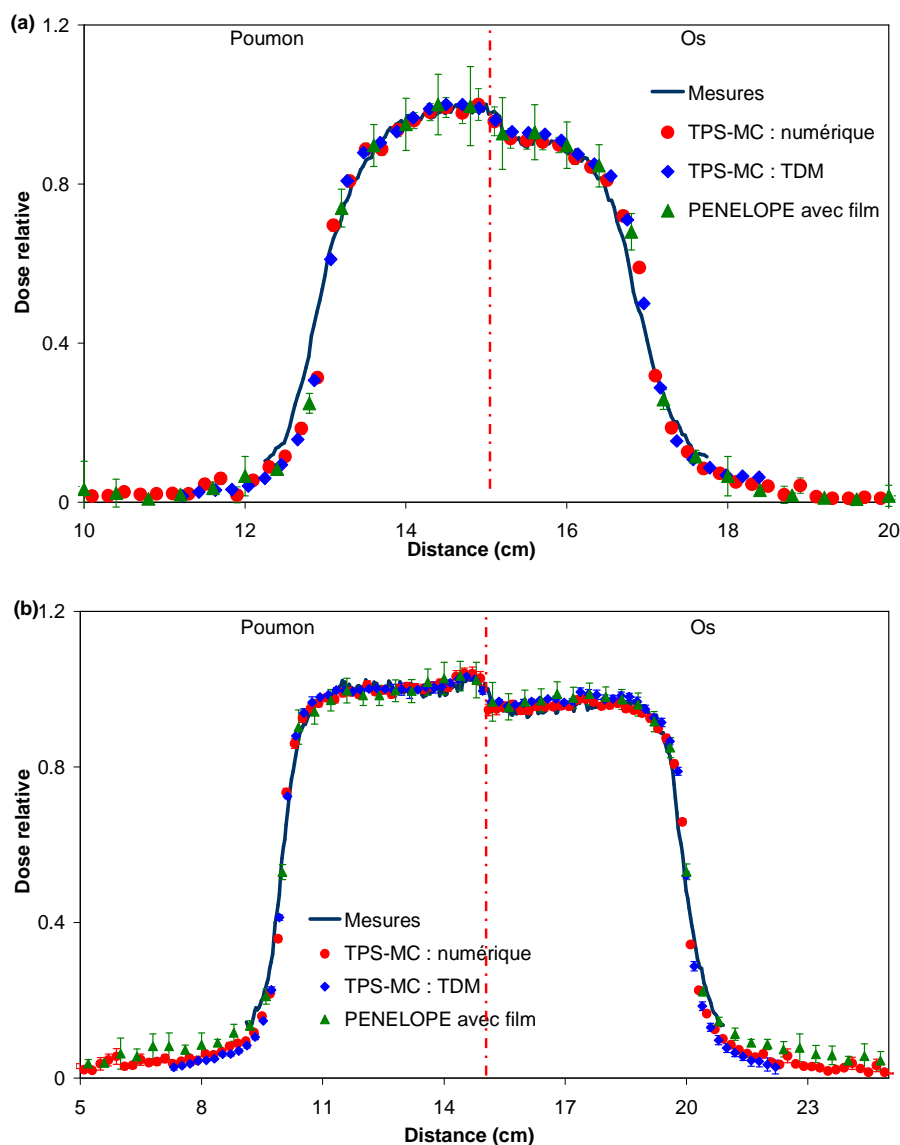 (a)
1.2
Poumon
Os
Mesures
TPS-MC : numérique
TPS-MC : TDM
PENELOPE avec film
0.8
Dose relative
0.4
0
10
12
14
16
18
20
Distance (cm)
(b)
1.2
Poumon
Os
0.8
Dose relative
0.4
Mesures
TPS-MC : numérique
TPS-MC : TDM
PENELOPE avec film
0
5
8
11
14
17
20
23
Distance (cm)